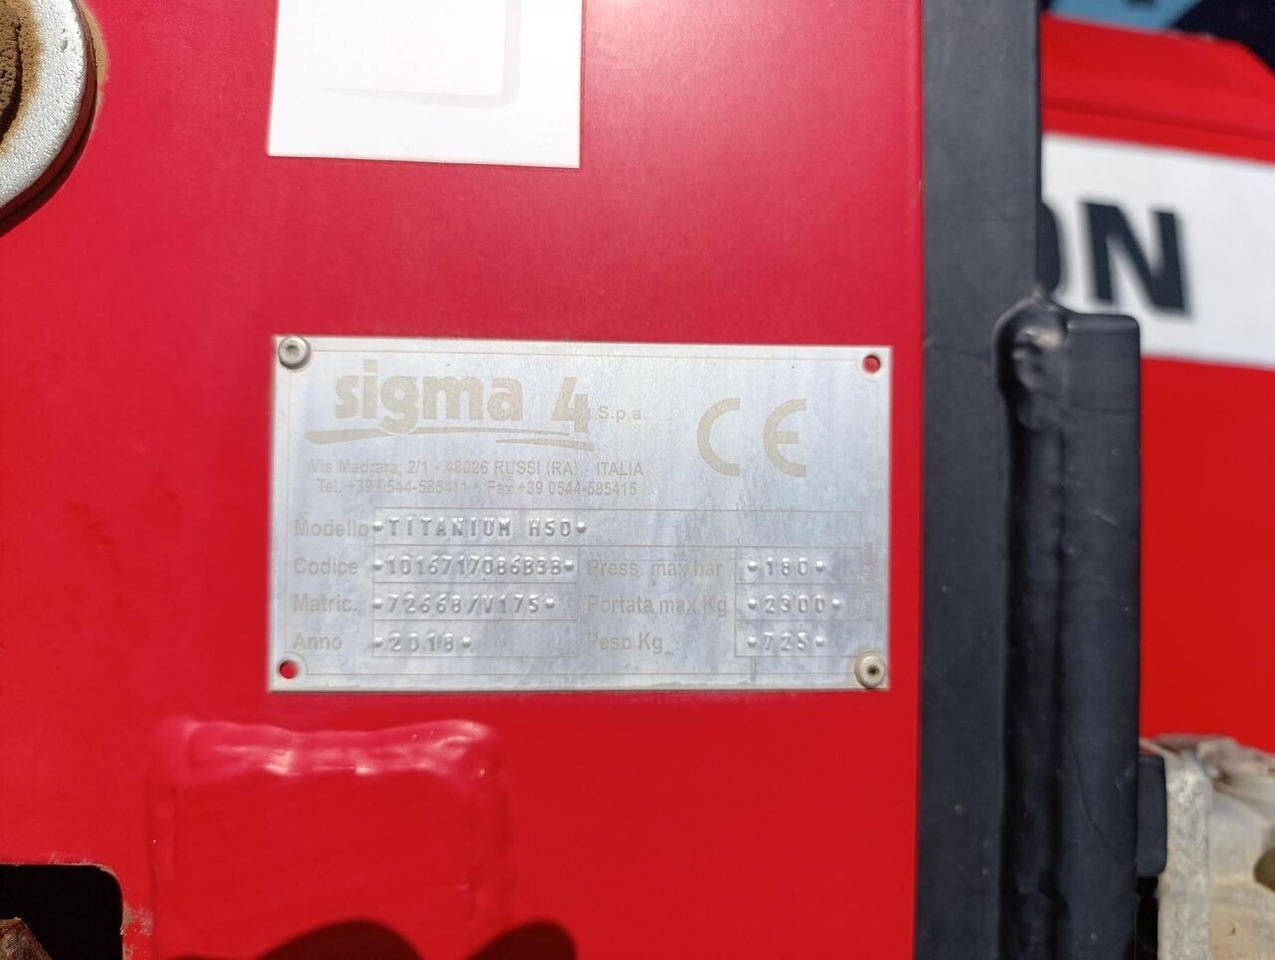 sigma 4 S.p.a.
CE
Via Madrara, 2/1 - 48026 RUSSI (RA) - ITALIA
Tel. +39 0544-585411 * Fax +39 0544-585415
Modello *TITANIUM H50*
Codice *1016717086B3B* Press. max bar *180*
Matric. *72668/V175* Portata max Kg *2300*
Anno *2018* Peso Kg *725*
ON